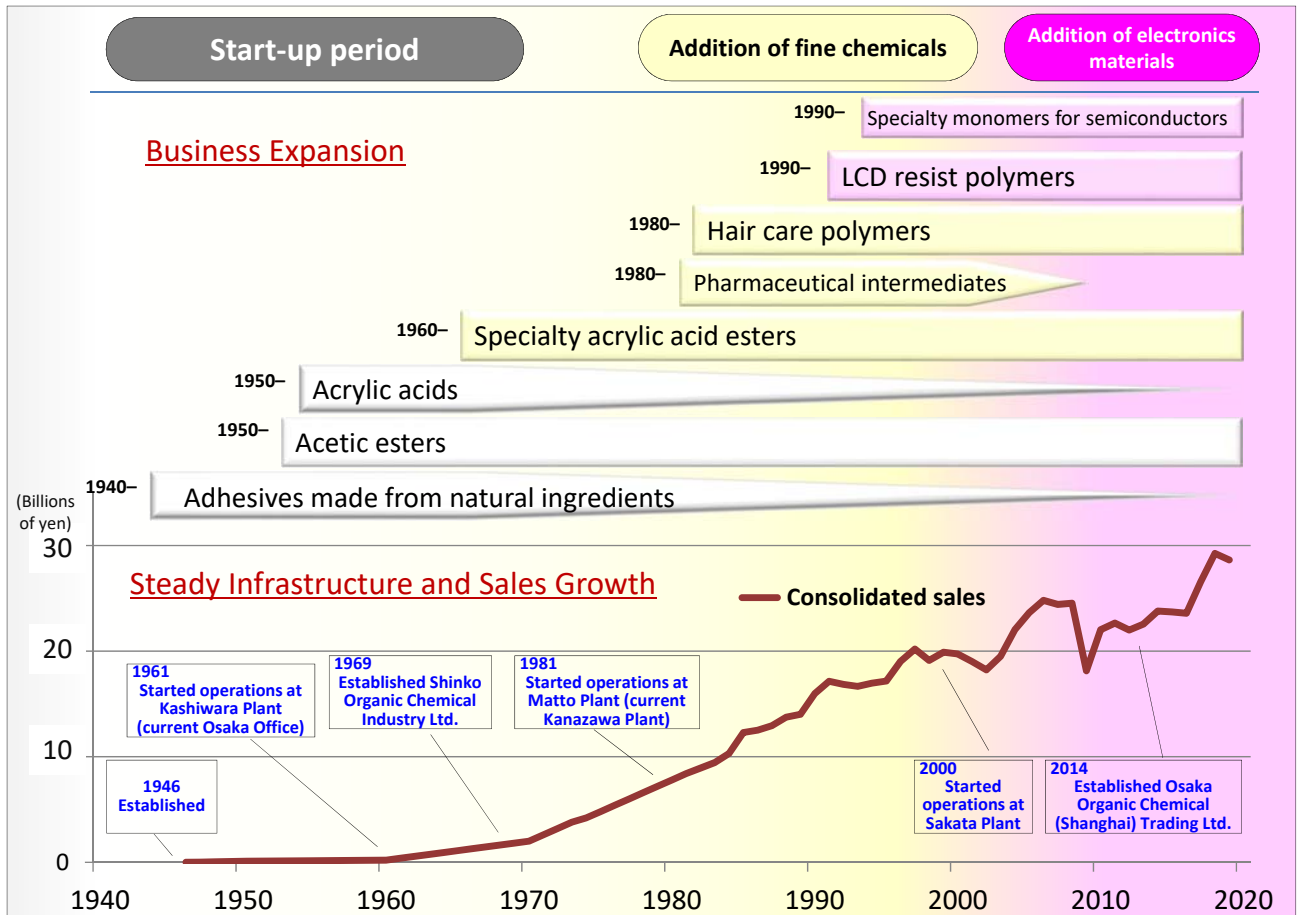 Start-up period
Addition of fine chemicals
Addition of electronics
materials
Business Expansion
1990–
Specialty monomers for semiconductors
1990–
LCD resist polymers
1980–
Hair care polymers
1980–
Pharmaceutical intermediates
1960–
Specialty acrylic acid esters
1950–
Acrylic acids
1950–
Acetic esters
1940–
Adhesives made from natural ingredients
(Billions
of yen)
30
20
10
0
Steady Infrastructure and Sales Growth
Consolidated sales
1946
Established
1961
Started operations at
Kashiwara Plant
(current Osaka Office)
1969
Established Shinko
Organic Chemical
Industry Ltd.
1981
Started operations at
Matto Plant (current
Kanazawa Plant)
2000
Started
operations at
Sakata Plant
2014
Established Osaka
Organic Chemical
(Shanghai) Trading Ltd.
1940 1950 1960 1970 1980 1990 2000 2010 2020